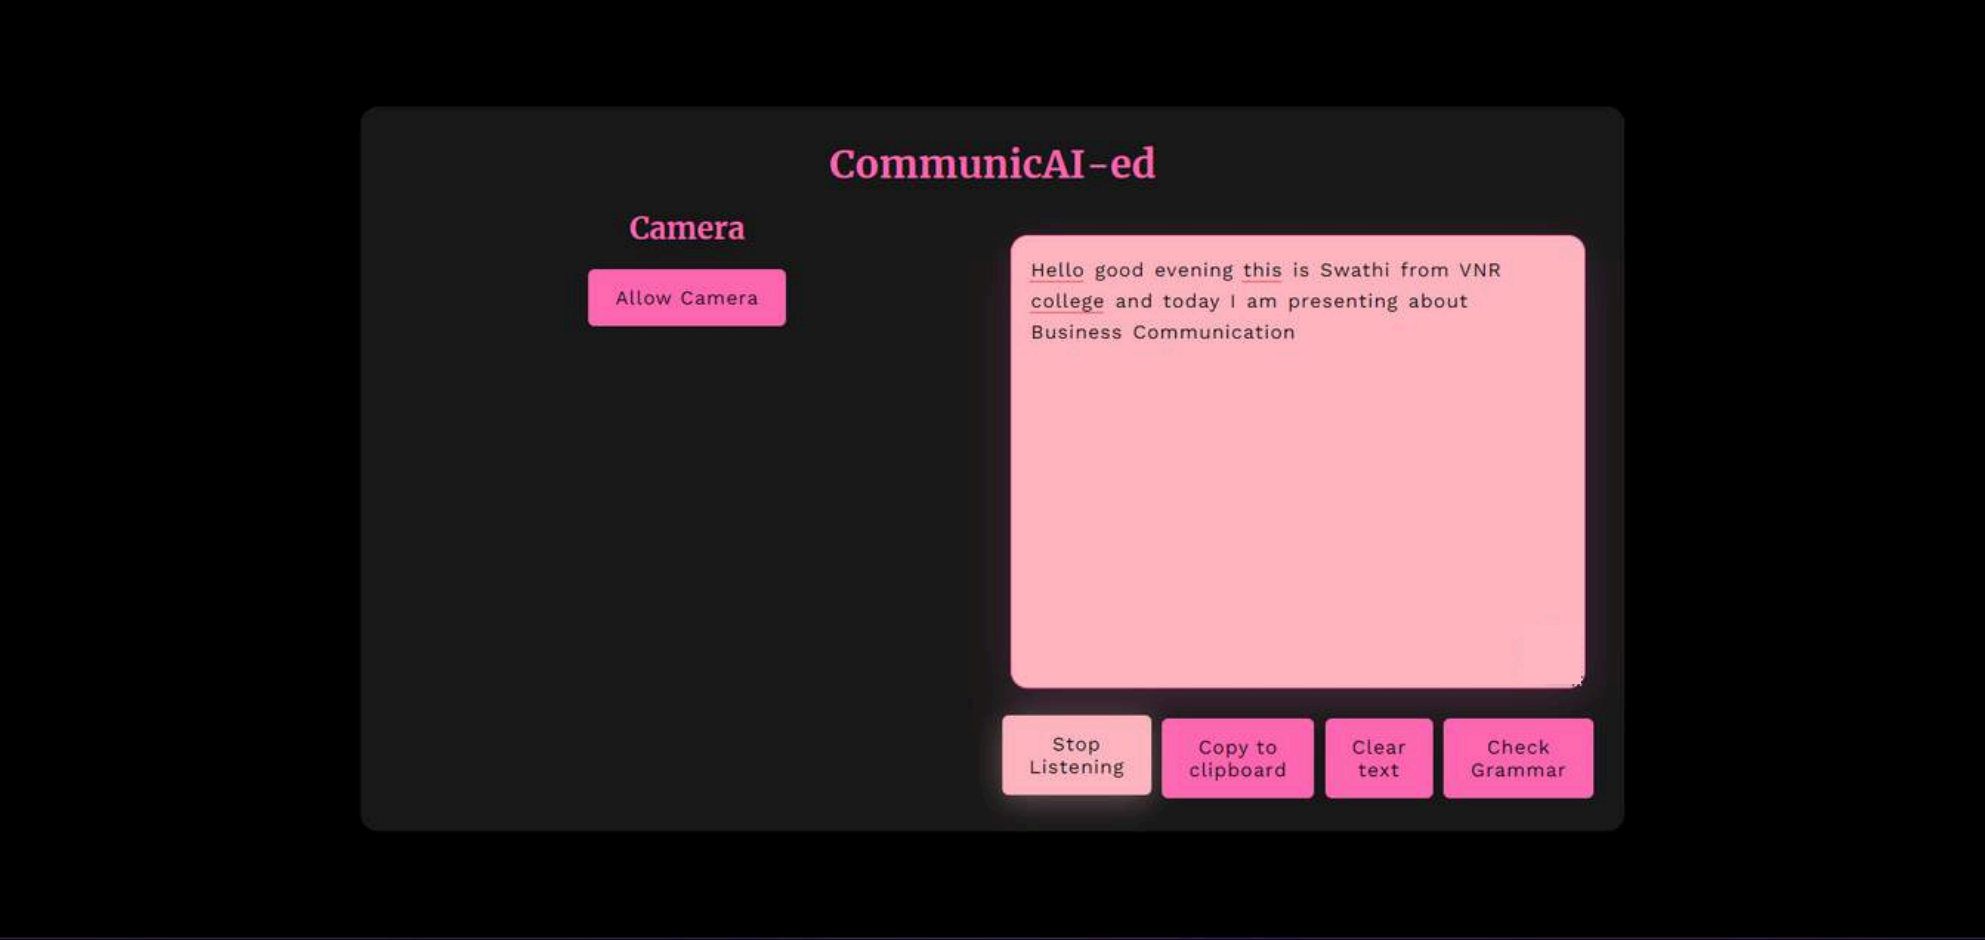 CommunicAI-ed
Camera
Allow Camera
Hello good evening this is Swathi from VNR
college and today I am presenting about
Business Communication
Stop
Listening
Copy to
clipboard
Clear
text
Check
Grammar